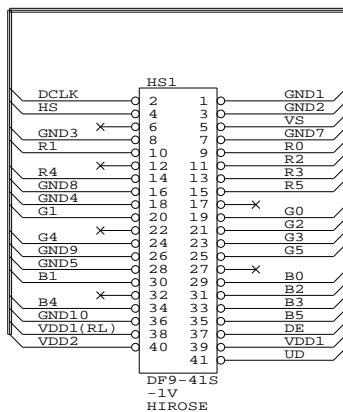 HS1
DCLK 2 1 GND1
HS 4 3 GND2
6 5 VS
GND3 8 7 GND7
R1 10 9 R0
12 11 R2
R4 14 13 R3
GND8 16 15 R5
GND4 18 17
G1 20 19 G0
22 21 G2
G4 24 23 G3
GND9 26 25 G5
GND5 28 27
B1 30 29 B0
32 31 B2
B4 34 33 B3
GND10 36 35 B5
VDD1(RL) 38 37 DE
VDD2 40 39 VDD1
41 UD
DF9-41S
-1V
HIROSE